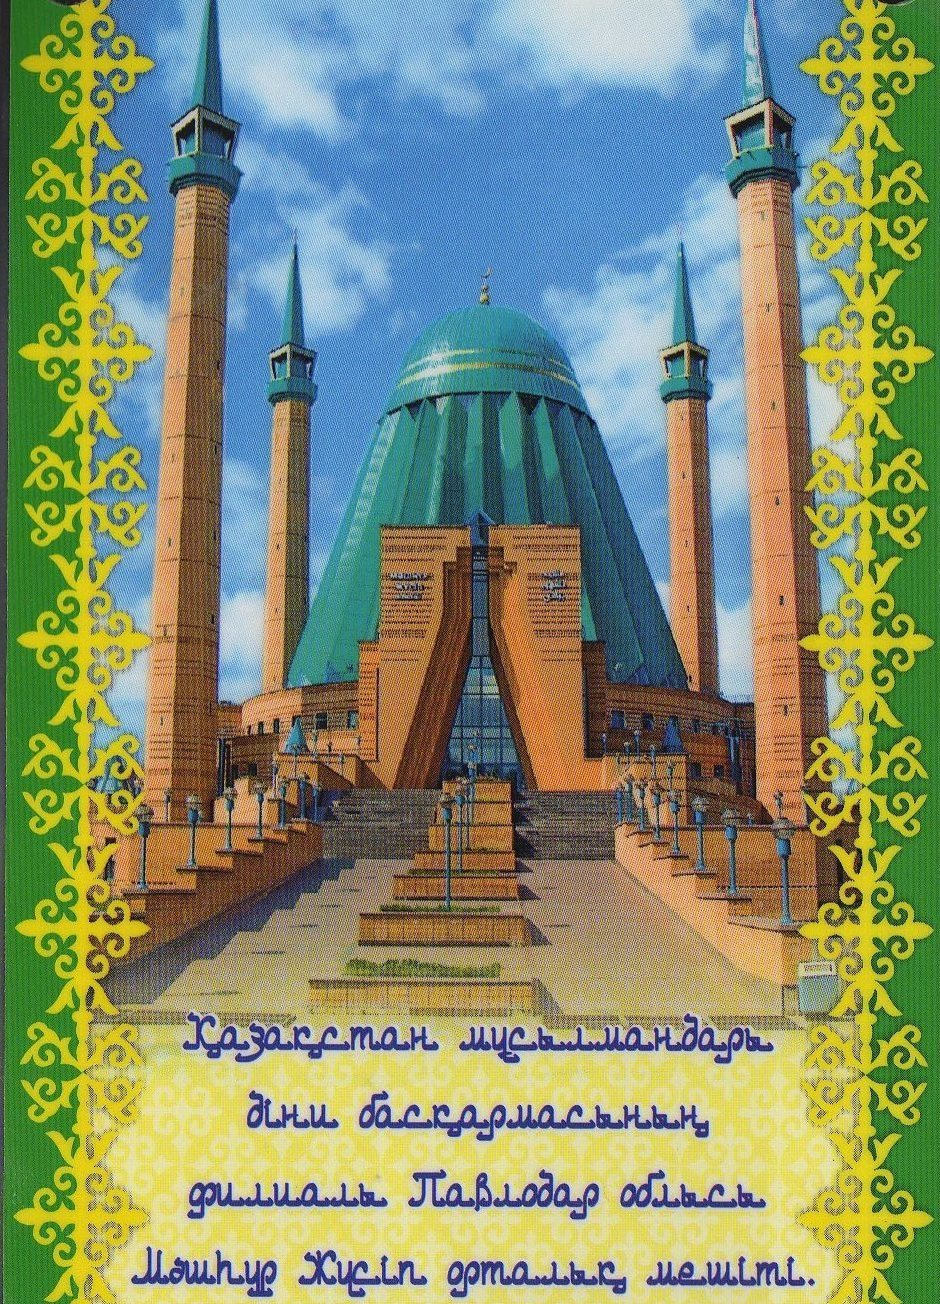 Қазақстан мұсылмандары
діни басқармасының
филиалы Павлодар облысы
Мәшһүр Жүсіп орталық мешіті.